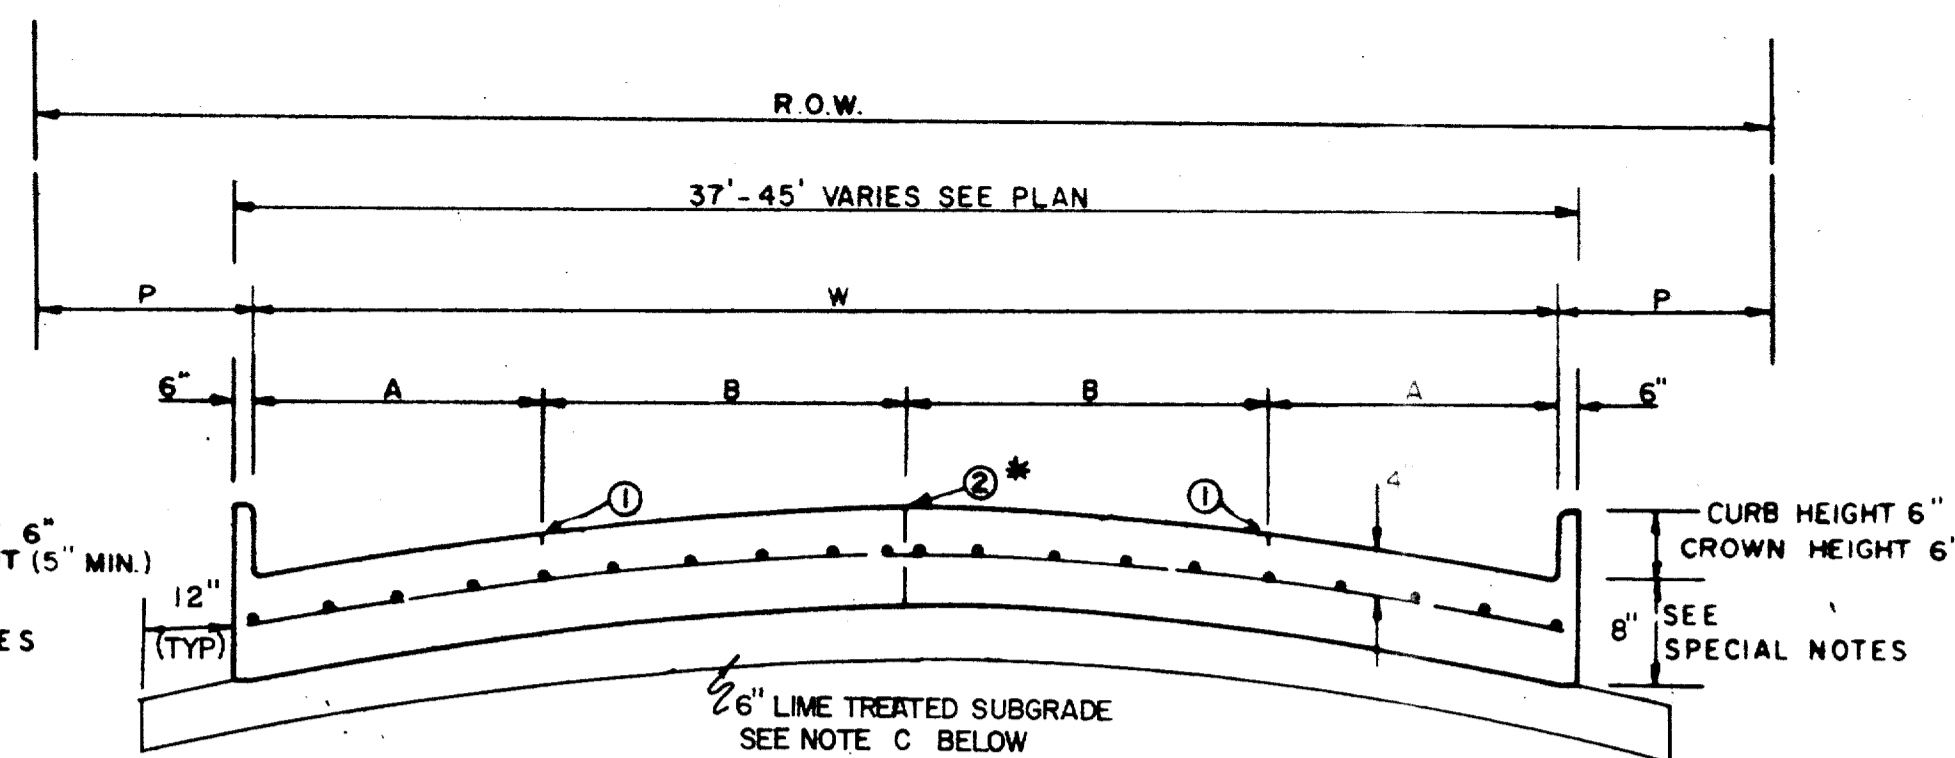 R.O.W.
37'-45' VARIES SEE PLAN
P W P
6" A B B A 6"
1 2 * 1 4"
6"
T (5" MIN.)
CURB HEIGHT 6"
CROWN HEIGHT 6'
12"
(TYP)
ES
8" SEE
SPECIAL NOTES
6" LIME TREATED SUBGRADE
SEE NOTE C BELOW